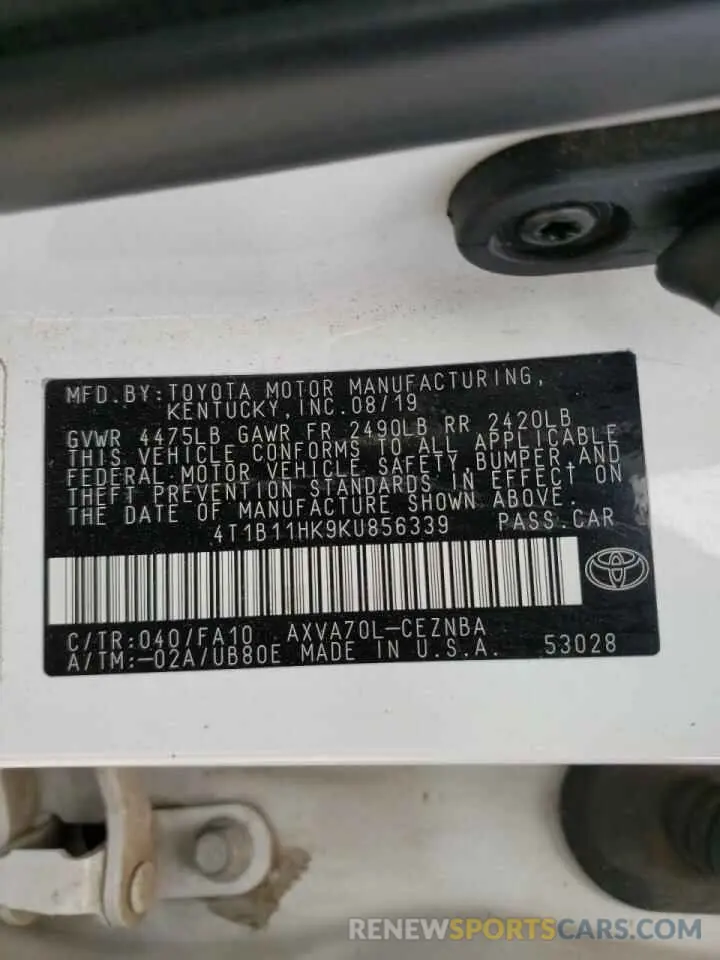 MFD. BY: TOYOTA MOTOR MANUFACTURING,
KENTUCKY, INC. 08/19
GVWR 4475LB GAWR FR 2490LB RR 2420LB
THIS VEHICLE CONFORMS TO ALL APPLICABLE
FEDERAL MOTOR VEHICLE SAFETY, BUMPER, AND
THEFT PREVENTION STANDARDS IN EFFECT ON
THE DATE OF MANUFACTURE SHOWN ABOVE.
4T1B11HK9KU856339 PASS. CAR
C/TR: 040/FA10 AXVA70L-CEZNBA
A/TM: -02A/UB80E MADE IN U.S.A. 53028
RENEWSPORTSCARS.COM